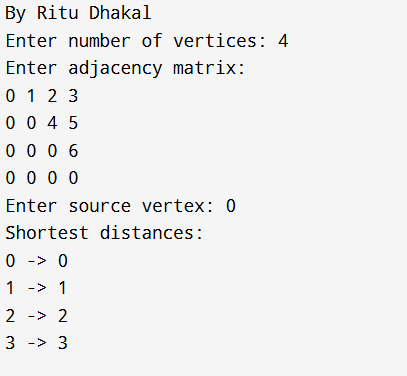 By Ritu Dhakal
Enter number of vertices: 4
Enter adjacency matrix:
0 1 2 3
0 0 4 5
0 0 0 6
0 0 0 0
Enter source vertex: 0
Shortest distances:
0 -> 0
1 -> 1
2 -> 2
3 -> 3